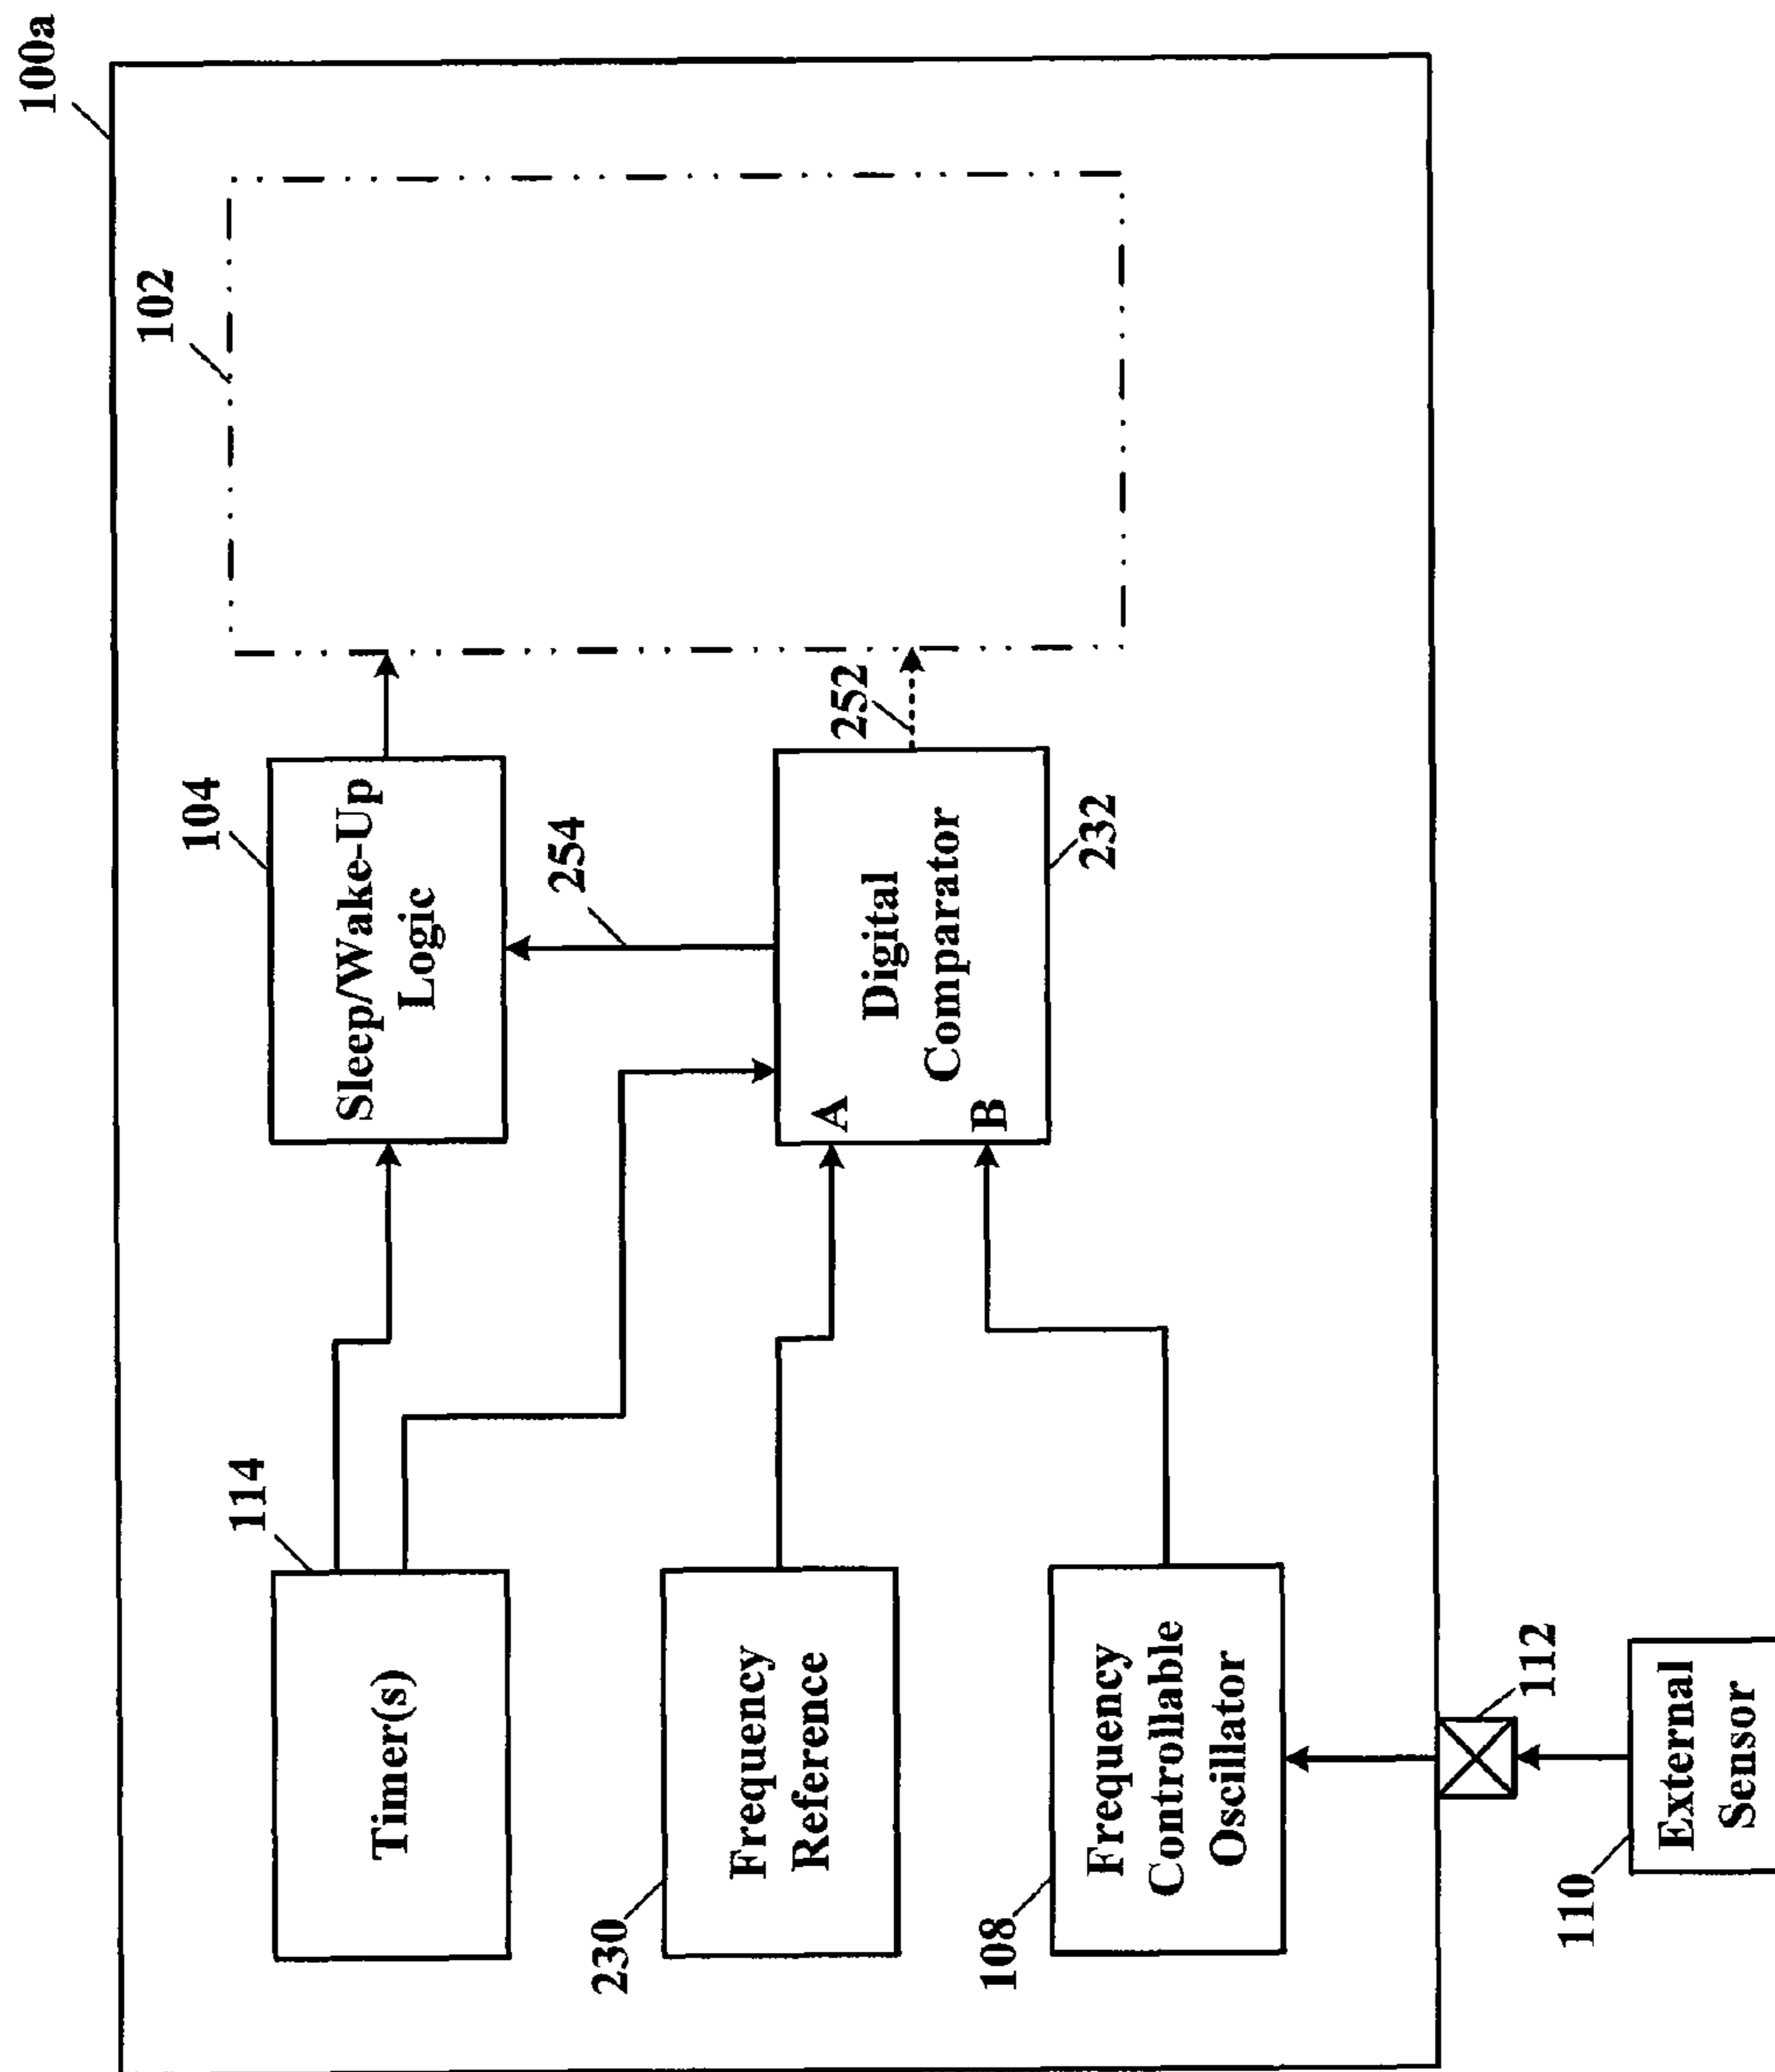 100a
102
114
Timer(s)
104
Sleep/Wake-Up
Logic
254
252
230
Frequency
Reference
A
B
Digital
Comparator
232
108
Frequency
Controllable
Oscillator
112
110
External
Sensor